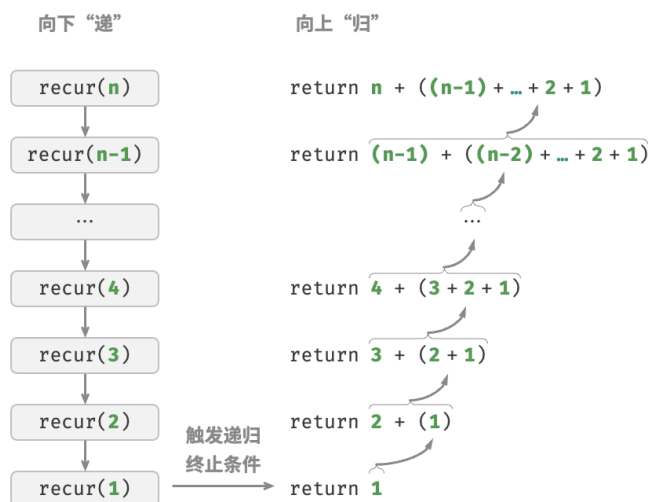 向下“递”
向上“归”
recur(n)
return n + ((n-1) + … + 2 + 1)
recur(n-1)
return (n-1) + ((n-2) + … + 2 + 1)
…
…
recur(4)
return 4 + (3 + 2 + 1)
recur(3)
return 3 + (2 + 1)
recur(2)
return 2 + (1)
触发递归
终止条件
recur(1)
return 1